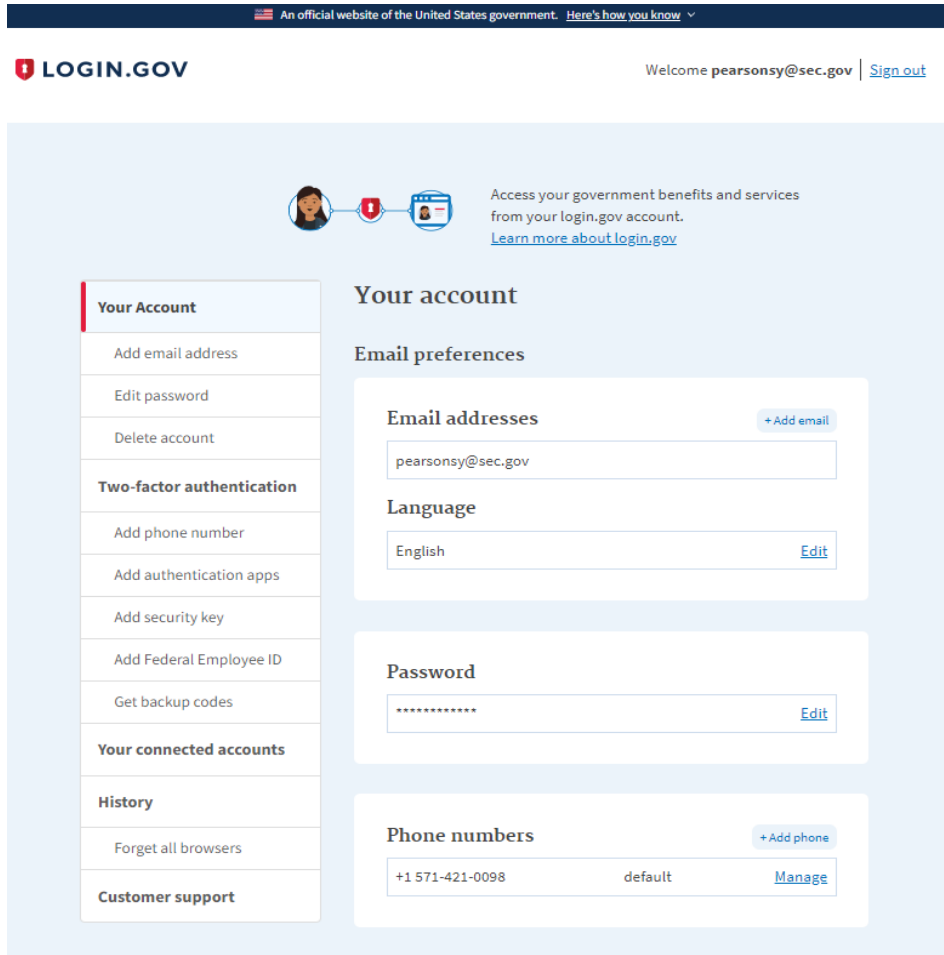 An official website of the United States government. Here's how you know
LOGIN.GOV
Welcome pearsonsy@sec.gov Sign out
Access your government benefits and services
from your login.gov account.
Learn more about login.gov
Your Account
Add email address
Edit password
Delete account
Two-factor authentication
Add phone number
Add authentication apps
Add security key
Add Federal Employee ID
Get backup codes
Your connected accounts
History
Forget all browsers
Customer support
Your account
Email preferences
Email addresses
+ Add email
pearsonsy@sec.gov
Language
English Edit
Password
************ Edit
Phone numbers
+ Add phone
+1 571-421-0098 default Manage